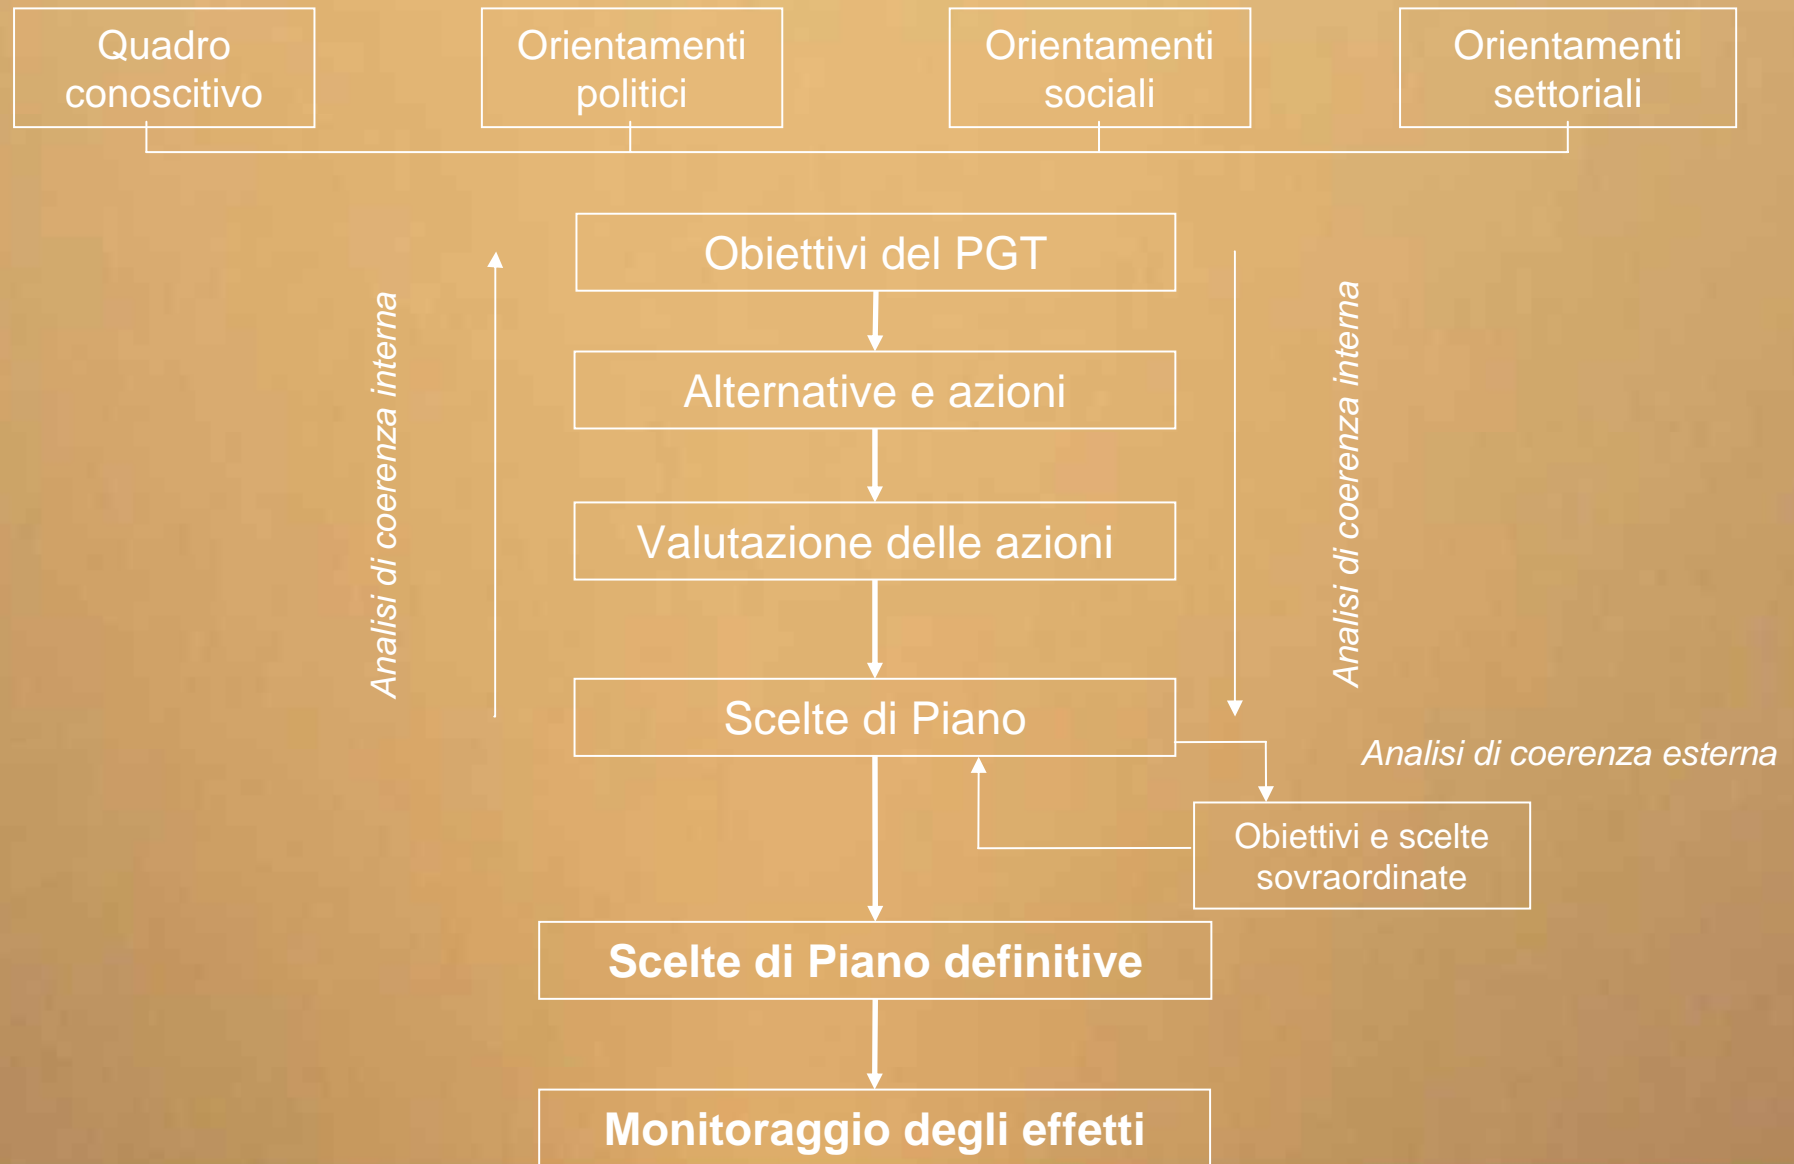 Quadro
conoscitivo
Orientamenti
politici
Orientamenti
sociali
Orientamenti
settoriali
Obiettivi del PGT
Analisi di coerenza interna
Analisi di coerenza interna
Alternative e azioni
Valutazione delle azioni
Scelte di Piano
Analisi di coerenza esterna
Obiettivi e scelte
sovraordinate
Scelte di Piano definitive
Monitoraggio degli effetti